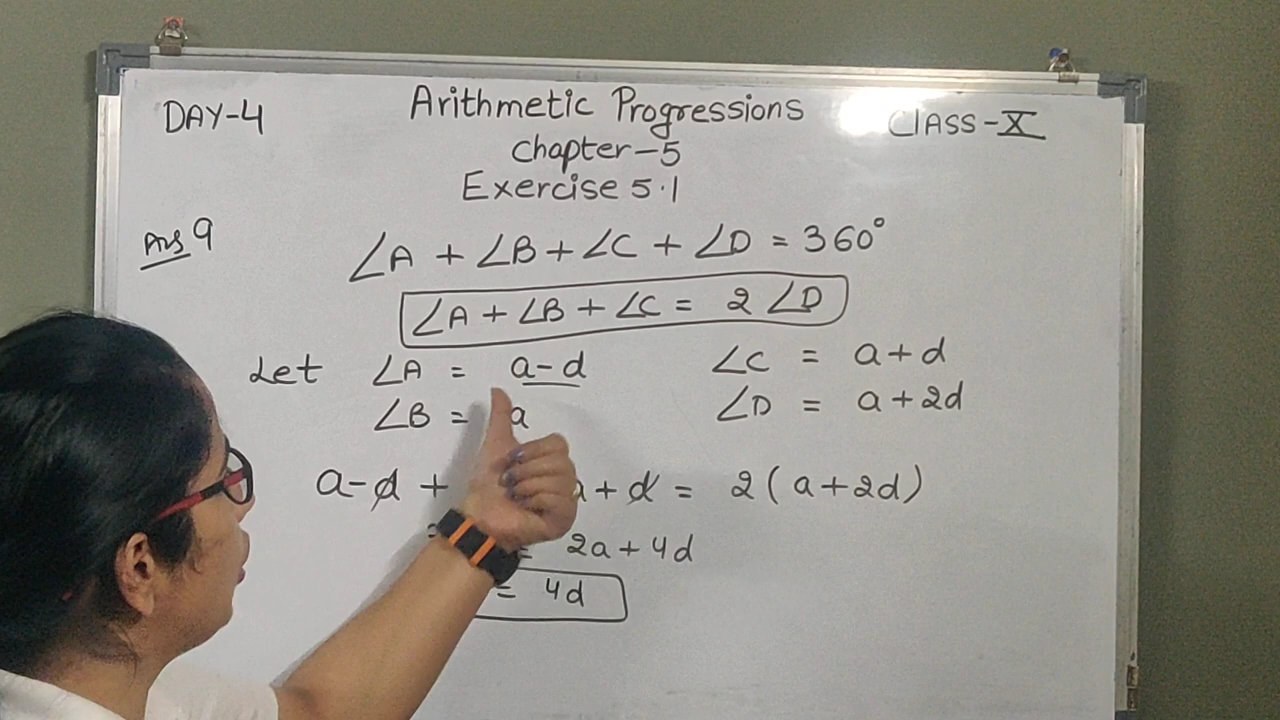 DAY-4 Arithmetic Progressions CLASS-X
Chapter-5
Exercise 5.1
Ans 9 ∠A + ∠B + ∠C + ∠D = 360°
∠A + ∠B + ∠C = 2 ∠D
Let ∠A = a-d ∠C = a+d
∠B = a ∠D = a+2d
a-d + a+d = 2(a+2d)
= 2a+4d
= 4d